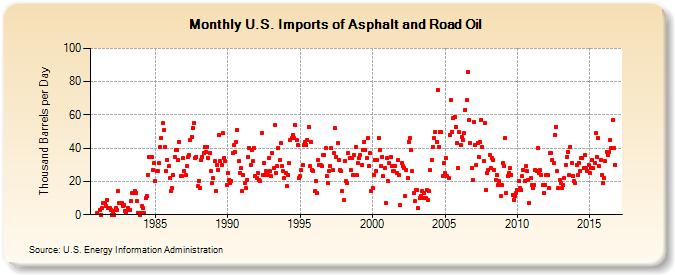 Monthly U.S. Imports of Asphalt and Road Oil
Thousand Barrels per Day
100
80
60
40
20
0
1985 1990 1995 2000 2005 2010 2015
Source: U.S. Energy Information Administration